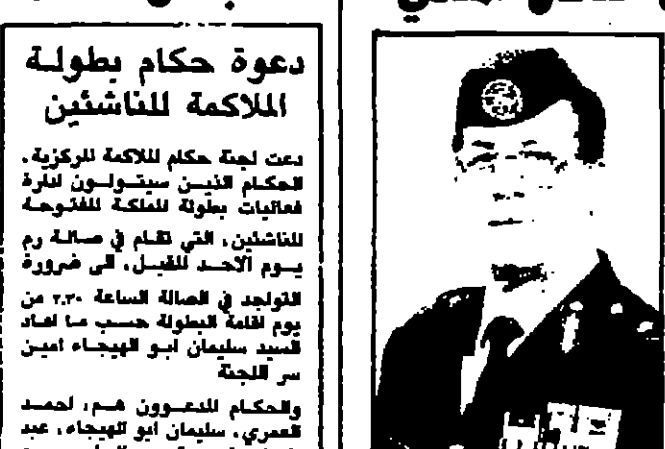 دعوة حكام بطولة
الملاكمة للناشئين
دعت لجنة حكام الملاكمة المركزية،
الحكام الذين سيتولون ادارة
فعاليات بطولة المملكة المفتوحة
للناشئين، التي تقام في صالة رم
يوم الاحد المقبل، الى ضرورة
التواجد في الصالة الساعة ٢،٣٠ من
يوم اقامة البطولة حسب ما افاد
السيد سليمان ابو الهيجاء امين
سر اللجنة
والحكام المدعوون هم، احمد
العمري، سليمان ابو الهيجاء، عبد